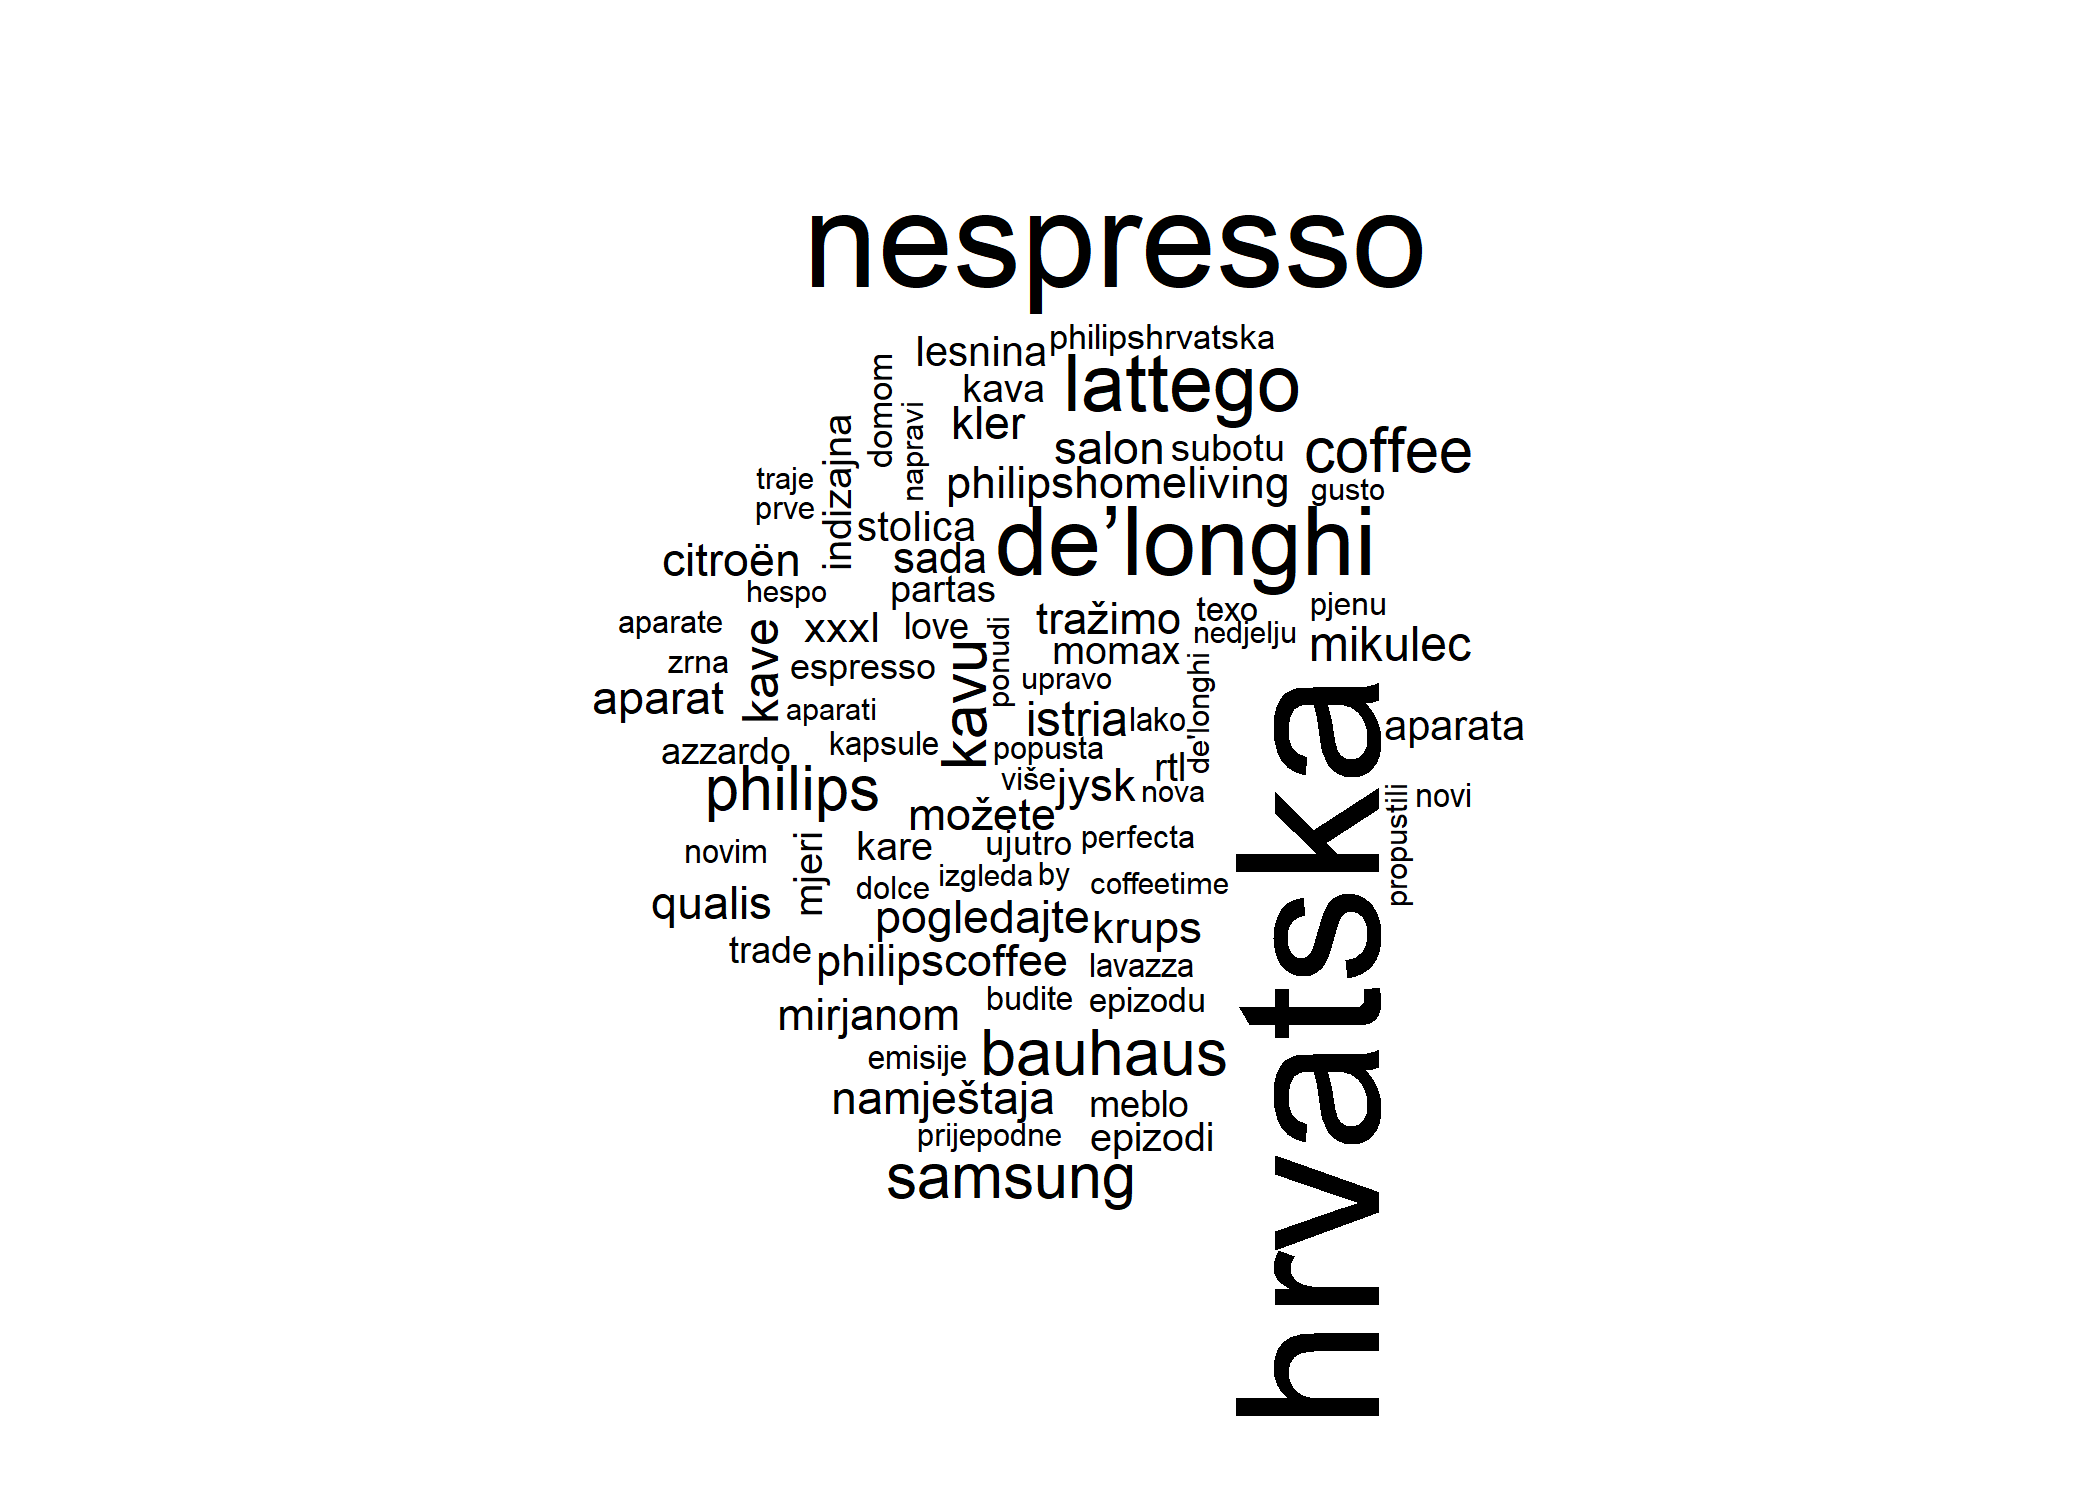 nespresso
philipshrvatska
lesnina
lattego
kava
domom
napravi
kler
indizajna
salon
subotu
coffee
traje
philipshomeliving
gusto
prve
stolica
de’longhi
citroën
sada
hespo
partas
aparate
xxxl
love
tražimo
texo
pjenu
nedjelju
mikulec
kave
kavu
ponudi
momax
de'longhi
zrna
espresso
upravo
aparat
aparati
istria
lako
aparata
azzardo
kapsule
popusta
rtl
philips
više
jysk
nova
novi
propustili
možete
novim
mjeri
kare
ujutro
perfecta
hrvatska
qualis
dolce
izgleda
by
coffeetime
pogledajte
krups
trade
philipscoffee
lavazza
mirjanom
budite
epizodu
emisije
bauhaus
namještaja
meblo
prijepodne
epizodi
samsung